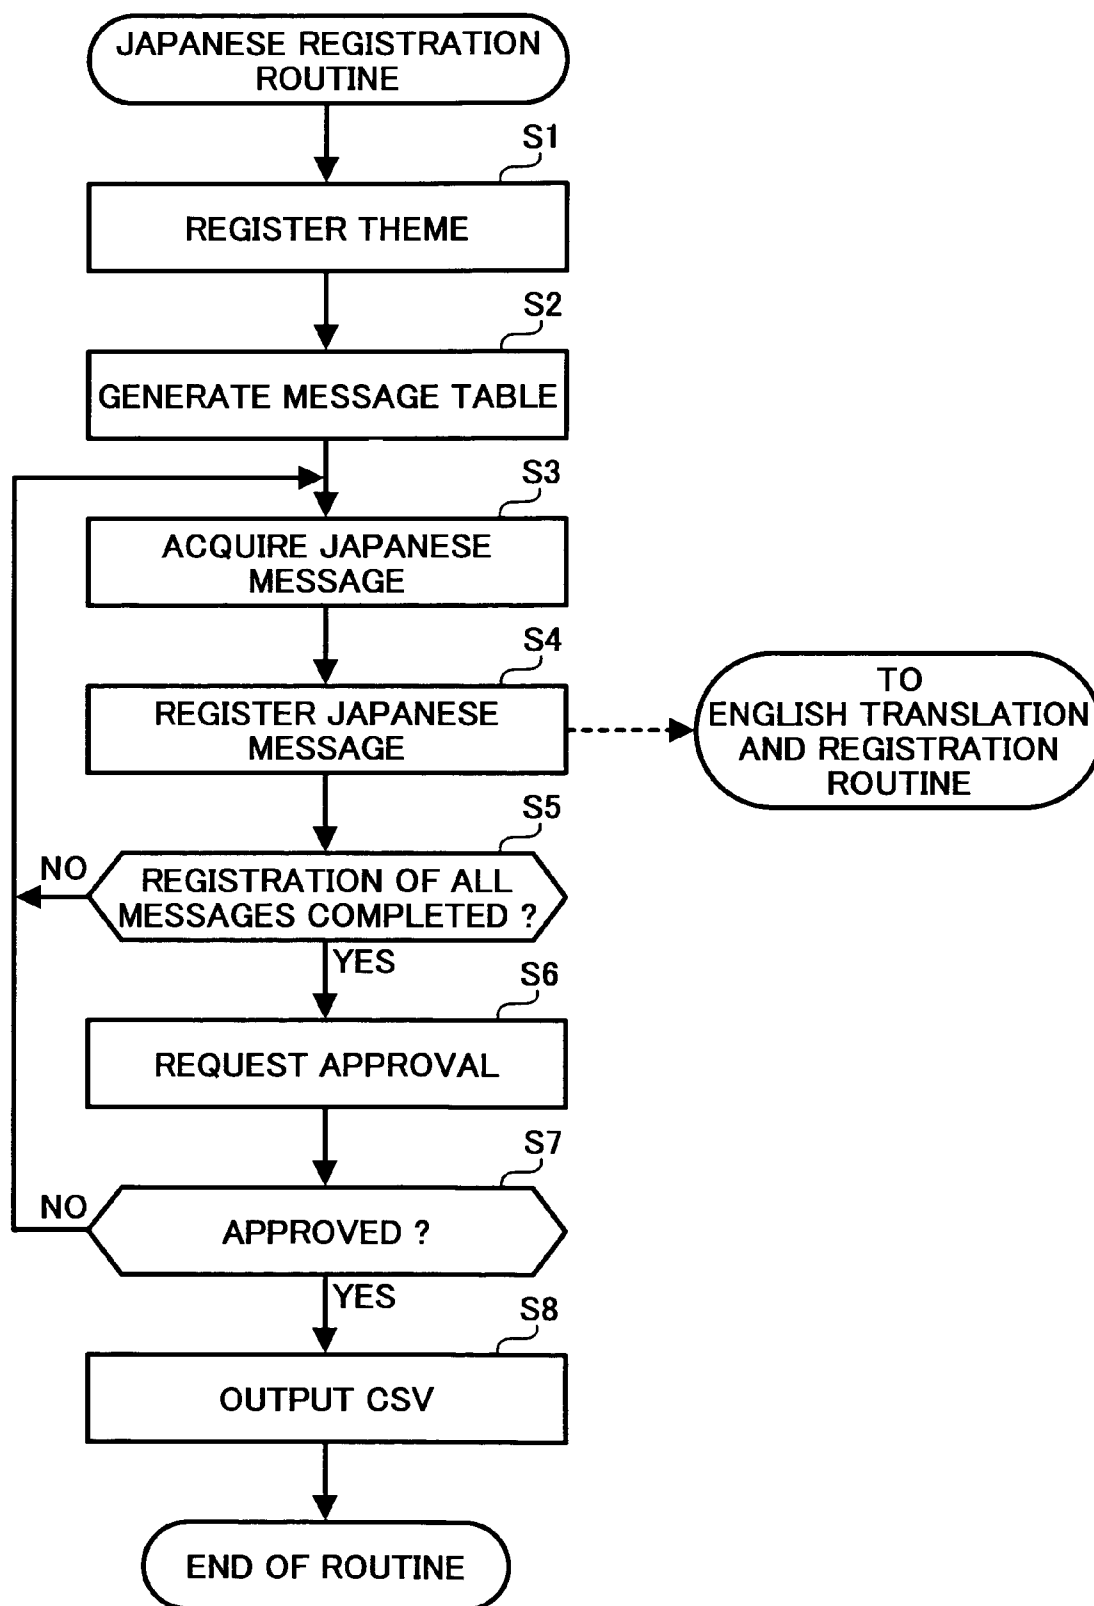 JAPANESE REGISTRATION
ROUTINE
S1
REGISTER THEME
S2
GENERATE MESSAGE TABLE
S3
ACQUIRE JAPANESE
MESSAGE
S4
REGISTER JAPANESE
MESSAGE
TO
ENGLISH TRANSLATION
AND REGISTRATION
ROUTINE
S5
NO
REGISTRATION OF ALL
MESSAGES COMPLETED ?
YES
S6
REQUEST APPROVAL
S7
NO
APPROVED ?
YES
S8
OUTPUT CSV
END OF ROUTINE